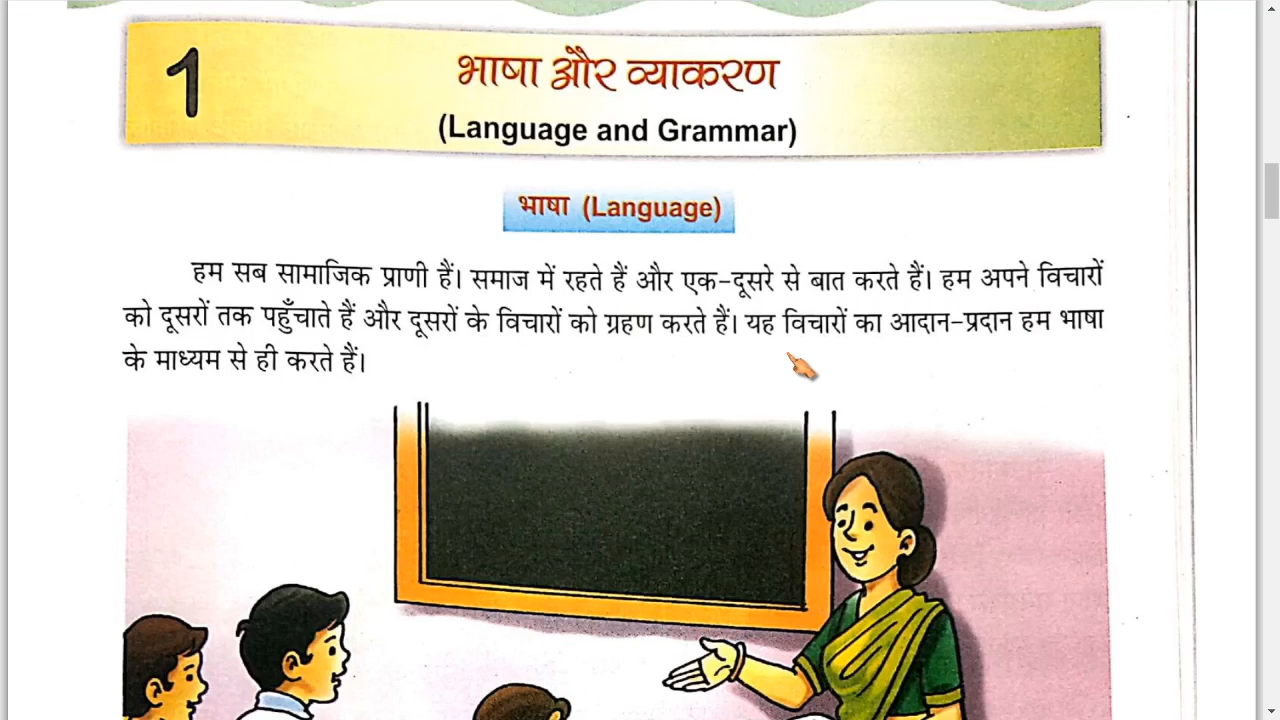 1
भाषा और व्याकरण
(Language and Grammar)
भाषा (Language)
हम सब सामाजिक प्राणी हैं। समाज में रहते हैं और एक-दूसरे से बात करते हैं। हम अपने विचारों
को दूसरों तक पहुँचाते हैं और दूसरों के विचारों को ग्रहण करते हैं। यह विचारों का आदान-प्रदान हम भाषा
के माध्यम से ही करते हैं।